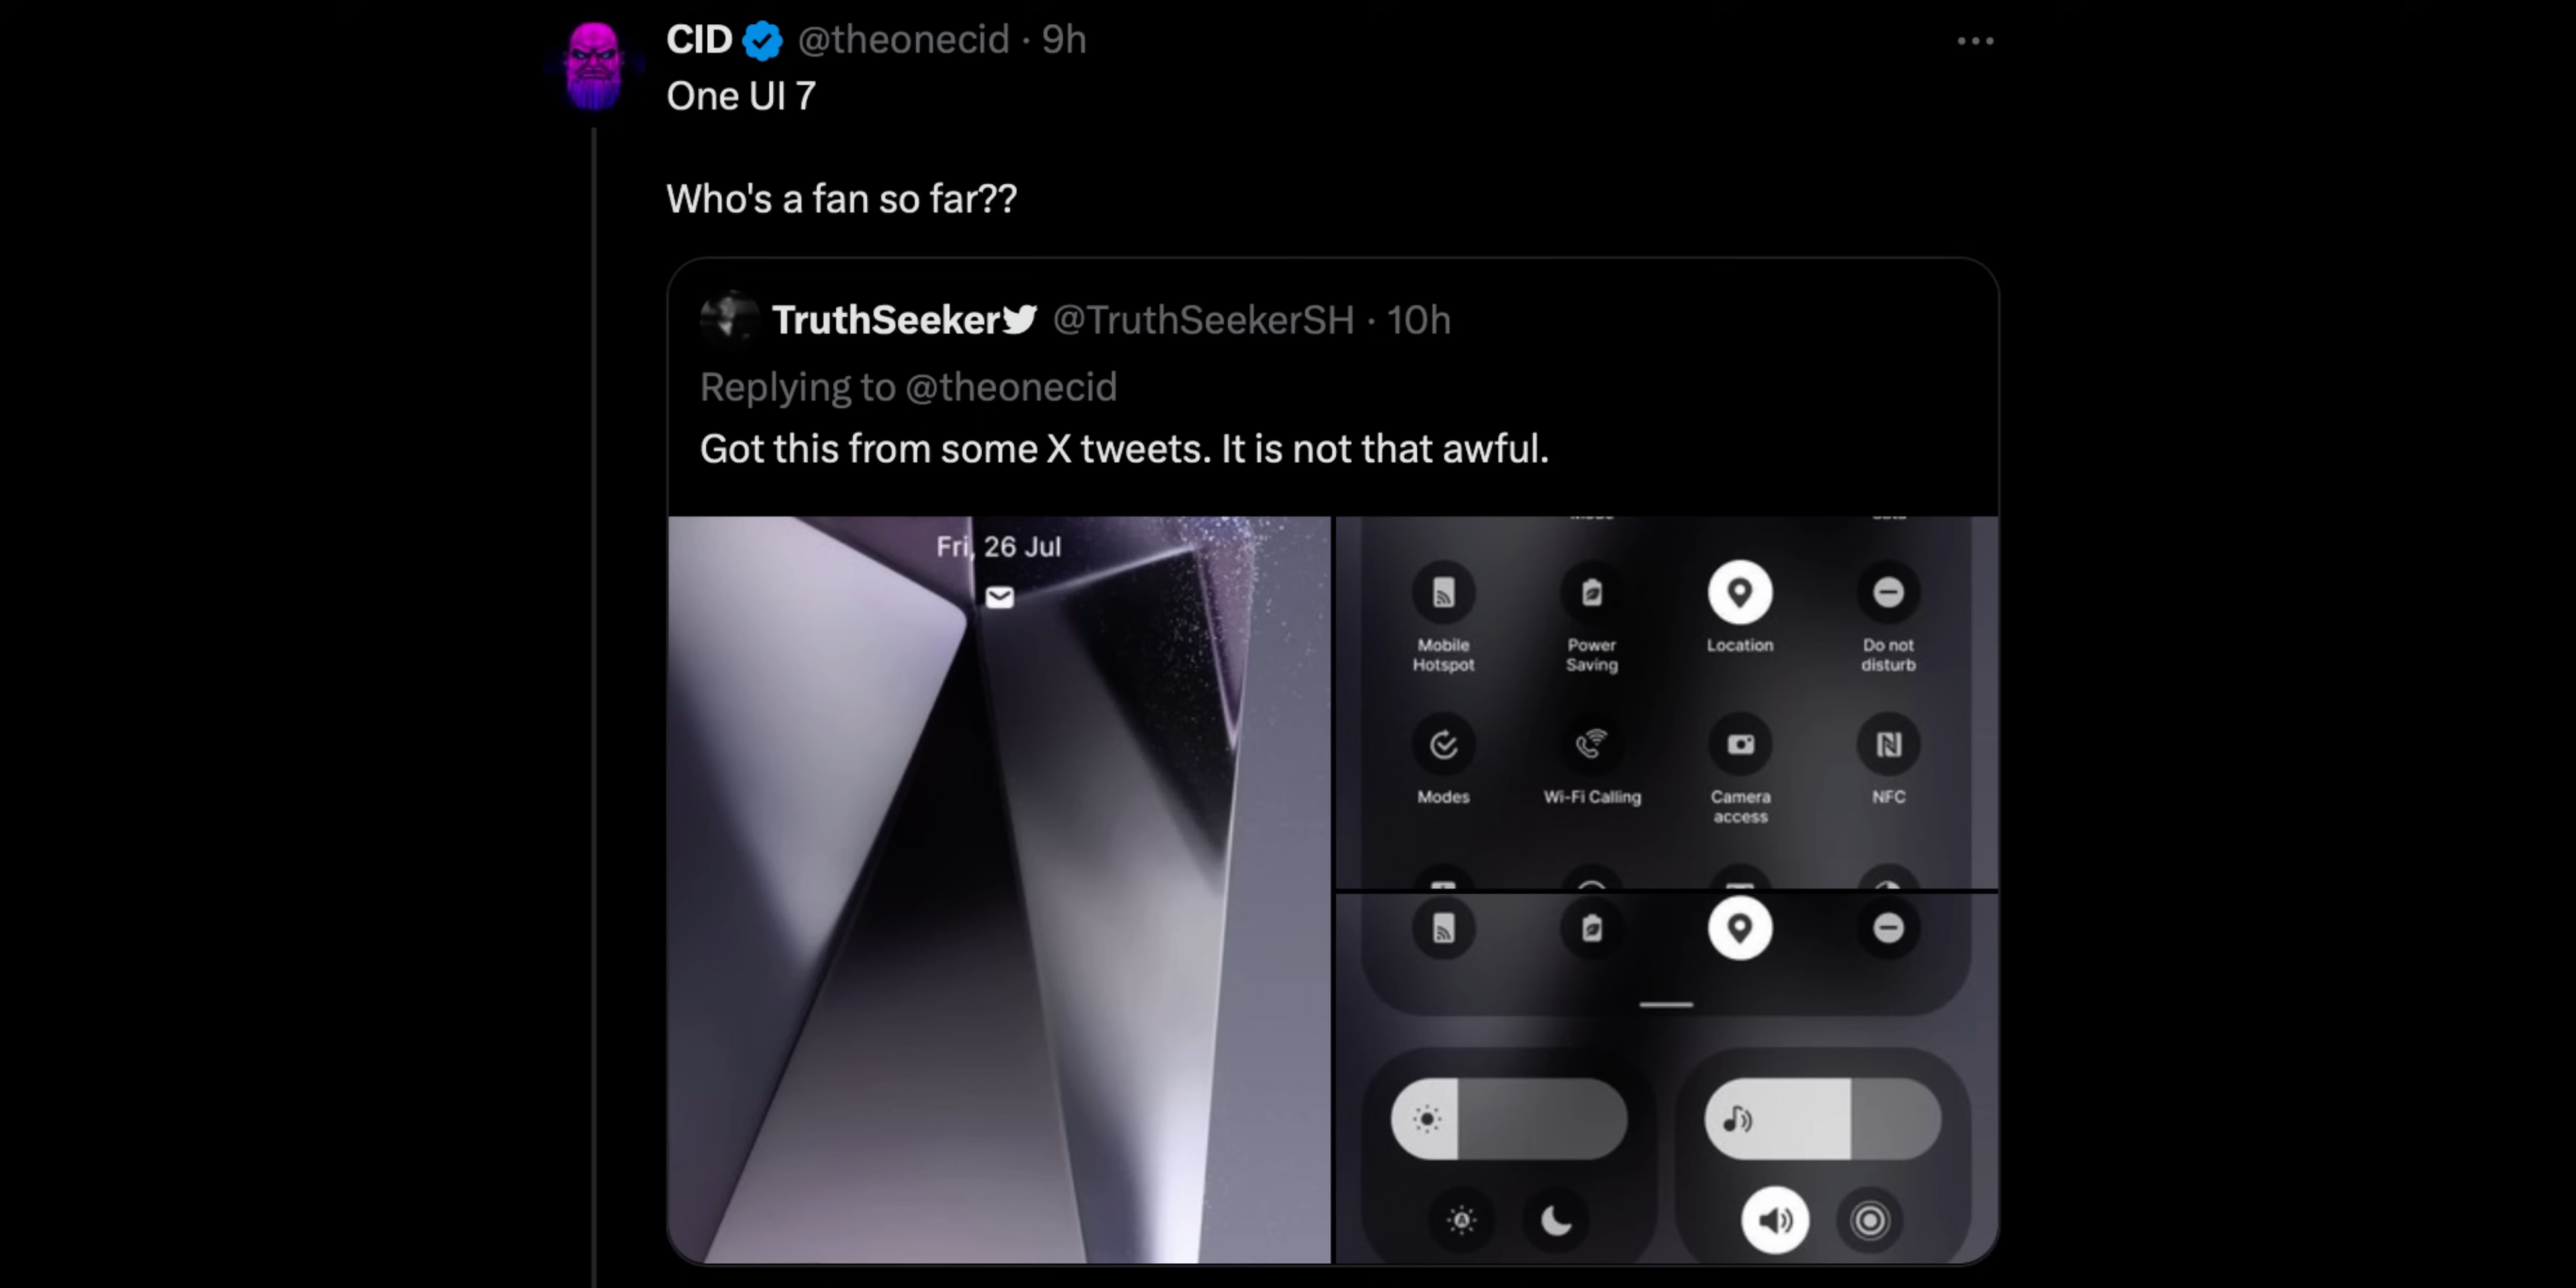 CID @theonecid · 9h
One UI 7
Who's a fan so far??
TruthSeeker @TruthSeekerSH · 10h
Replying to @theonecid
Got this from some X tweets. It is not that awful.
Fri, 26 Jul
Mobile Hotspot
Power Saving
Location
Do not disturb
Modes
Wi-Fi Calling
Camera access
NFC